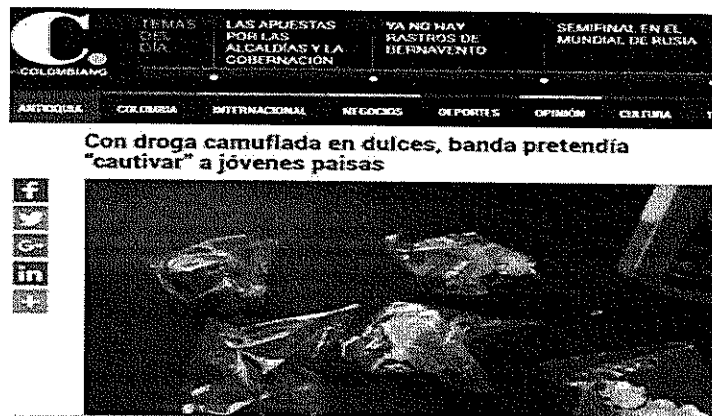 TEMAS
DEL
DÍA
LAS APUESTAS
POR LAS
ALCALDÍAS Y LA
GOBERNACIÓN
YA NO HAY
RASTROS DE
BERNAVENTO
SEMIFINAL EN EL
MUNDIAL DE RUSIA
C.
COLOMBIANO
ANTIOQUIA COLOMBIA INTERNACIONAL NEGOCIOS DEPORTES OPINIÓN CULTURA T
Con droga camuflada en dulces, banda pretendía
"cautivar" a jóvenes paisas
f
G+
in
+